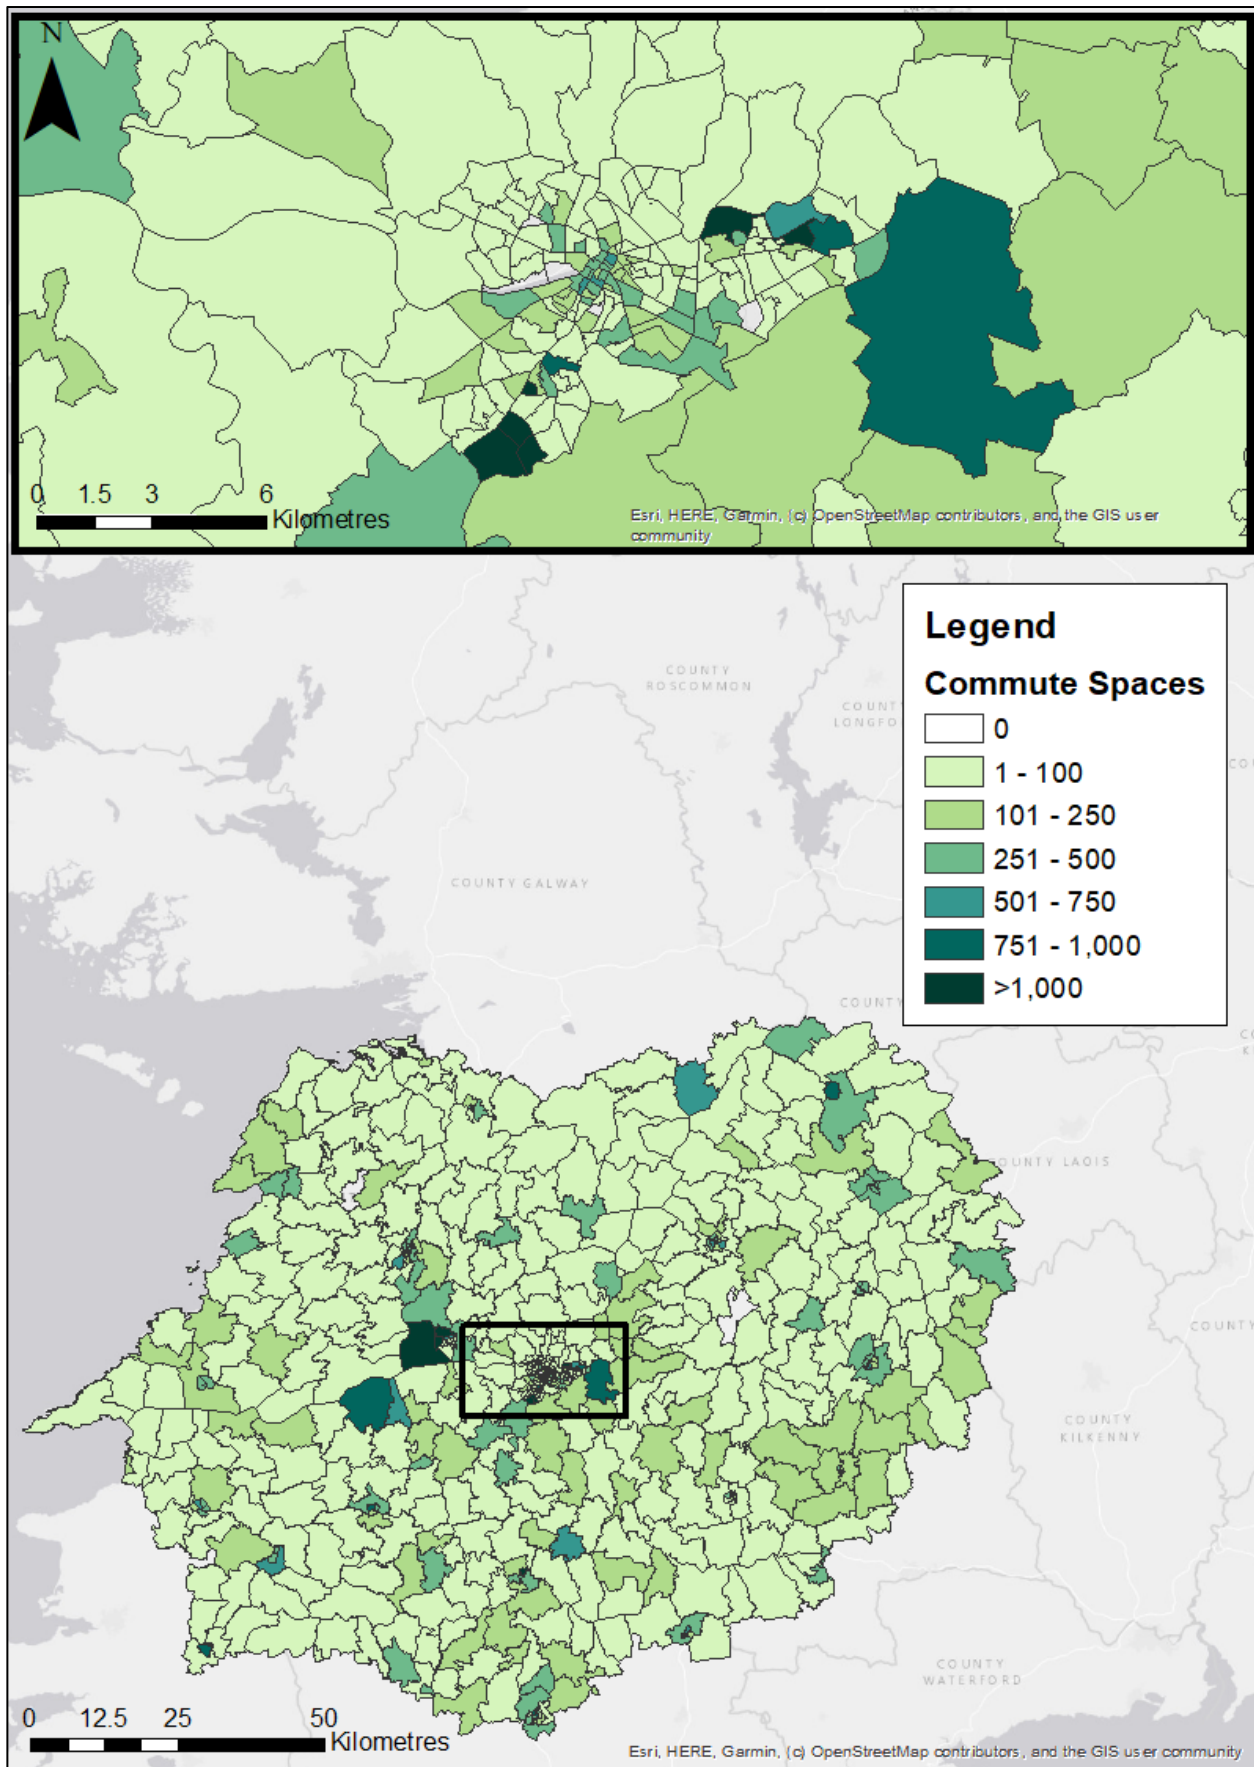 N
0 1.5 3 6
Kilometres
Esri, HERE, Garmin, (c) OpenStreetMap contributors, and the GIS user
community
Legend
Commute Spaces
0
1 - 100
101 - 250
251 - 500
501 - 750
751 - 1,000
>1,000
COUNTY
ROSCOMMON
COUNTY
LONGFO
CO
COUNTY GALWAY
COUNTY
CO
K
COUNTY LAOIS
COUNTY
COUNTY
KILKENNY
COUNTY
WATERFORD
0 12.5 25 50
Kilometres
Esri, HERE, Garmin, (c) OpenStreetMap contributors, and the GIS user community